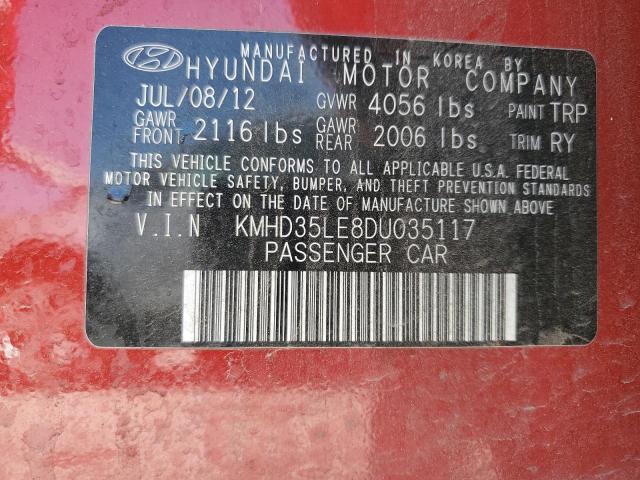 MANUFACTURED IN KOREA BY
HYUNDAI MOTOR COMPANY
JUL/08/12 GVWR 4056 lbs PAINT TRP
GAWR FRONT 2116 lbs GAWR REAR 2006 lbs TRIM RY
THIS VEHICLE CONFORMS TO ALL APPLICABLE U.S.A. FEDERAL
MOTOR VEHICLE SAFETY, BUMPER, AND THEFT PREVENTION STANDARDS
IN EFFECT ON THE DATE OF MANUFACTURE SHOWN ABOVE.
V.I.N KMHD35LE8DU035117
PASSENGER CAR